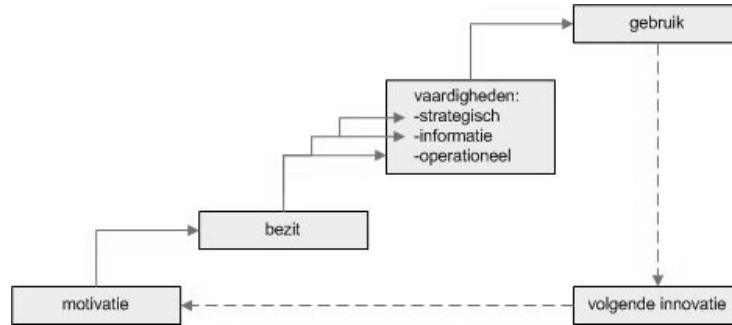 gebruik
vaardigheden:
-strategisch
-informatie
-operationeel
bezit
motivatie
volgende innovatie